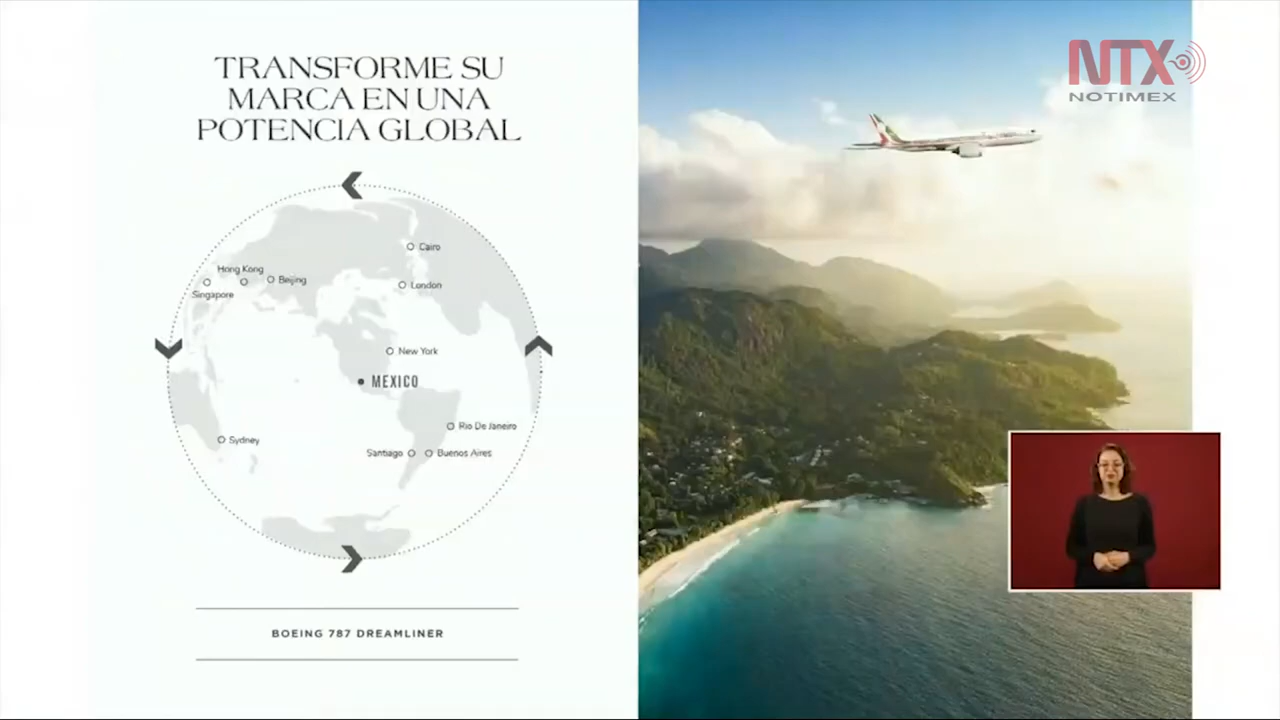 TRANSFORME SU
MARCA EN UNA
POTENCIA GLOBAL
Cairo
Hong Kong
Beijing
London
Singapore
New York
MEXICO
Rio De Janeiro
Sydney
Santiago
Buenos Aires
BOEING 787 DREAMLINER
NTX
NOTIMEX